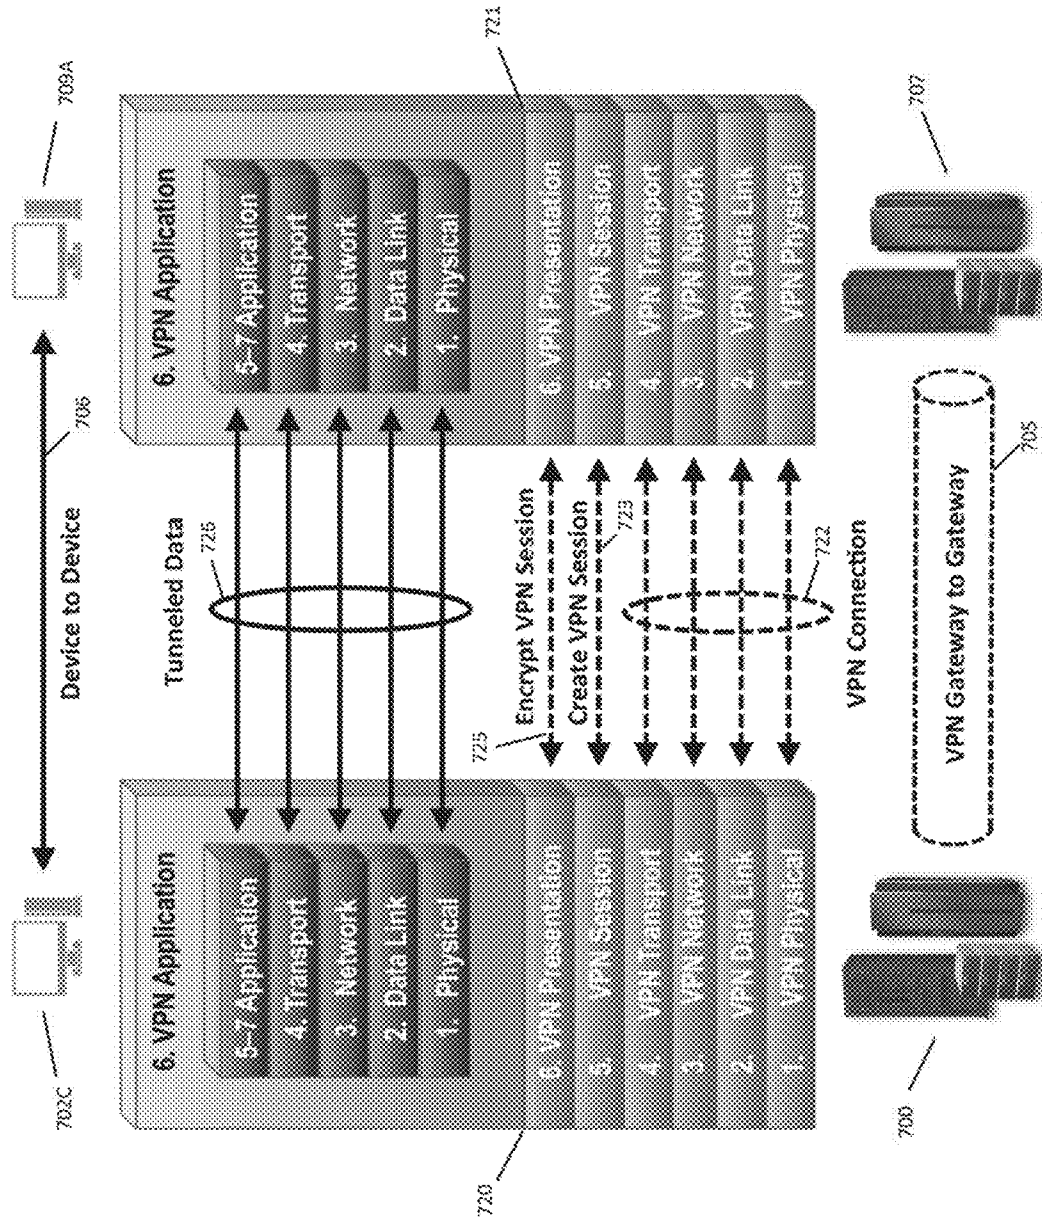 702C
709A
706
Device to Device
6. VPN Application
5–7 Application
4. Transport
3. Network
2. Data Link
1. Physical
6. VPN Presentation
5. VPN Session
4. VPN Transport
3. VPN Network
2. VPN Data Link
1. VPN Physical
720
Tunneled Data
726
725
Encrypt VPN Session
Create VPN Session
723
722
VPN Connection
6. VPN Application
5–7 Application
4. Transport
3. Network
2. Data Link
1. Physical
6. VPN Presentation
5. VPN Session
4. VPN Transport
3. VPN Network
2. VPN Data Link
1. VPN Physical
721
700
VPN Gateway to Gateway
705
707